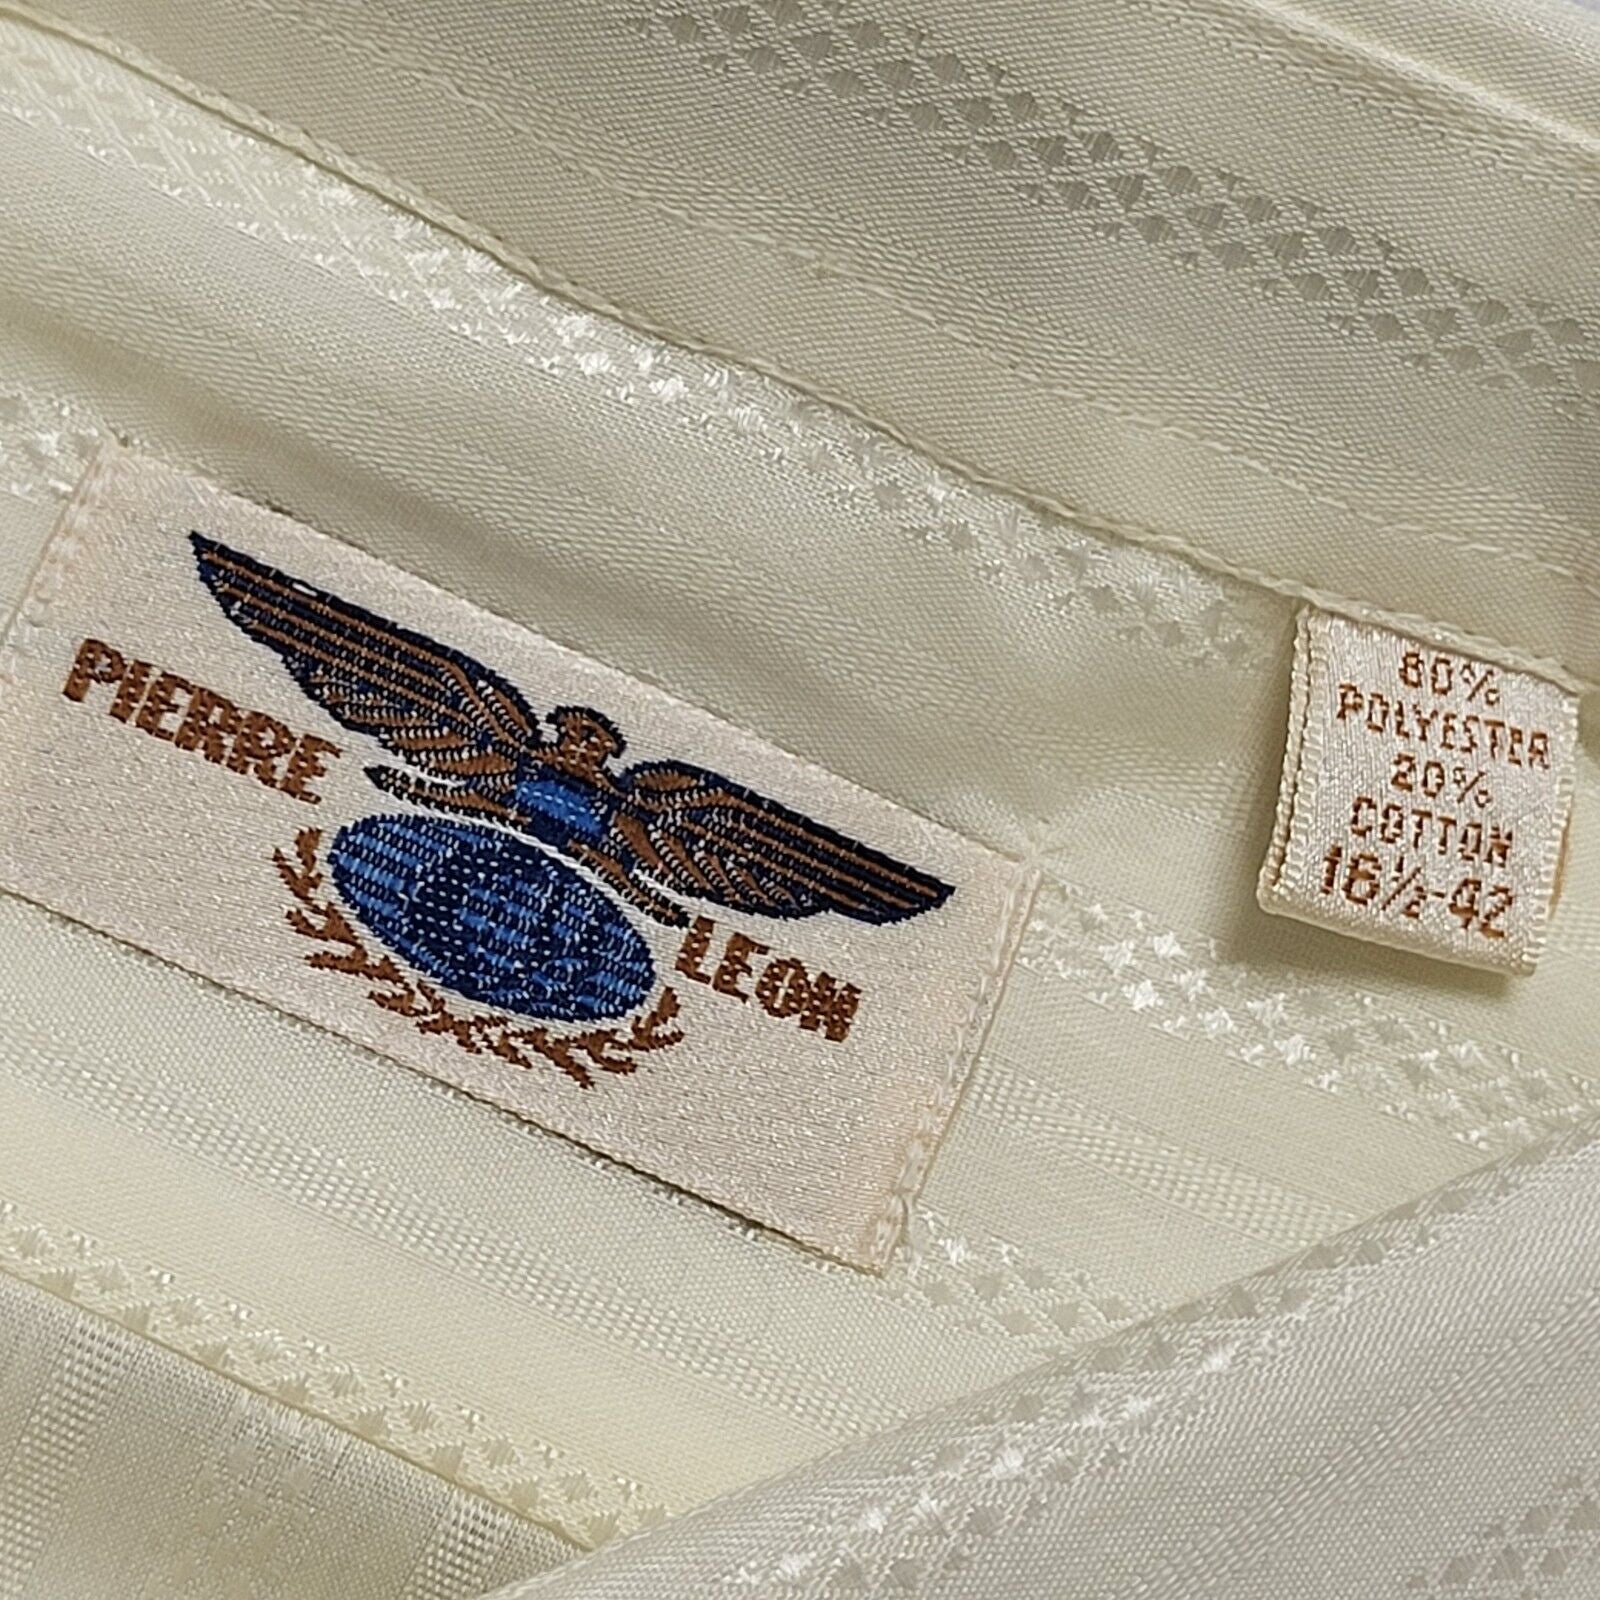 PIERRE
LEON
80%
POLYESTER
20%
COTTON
16½-42